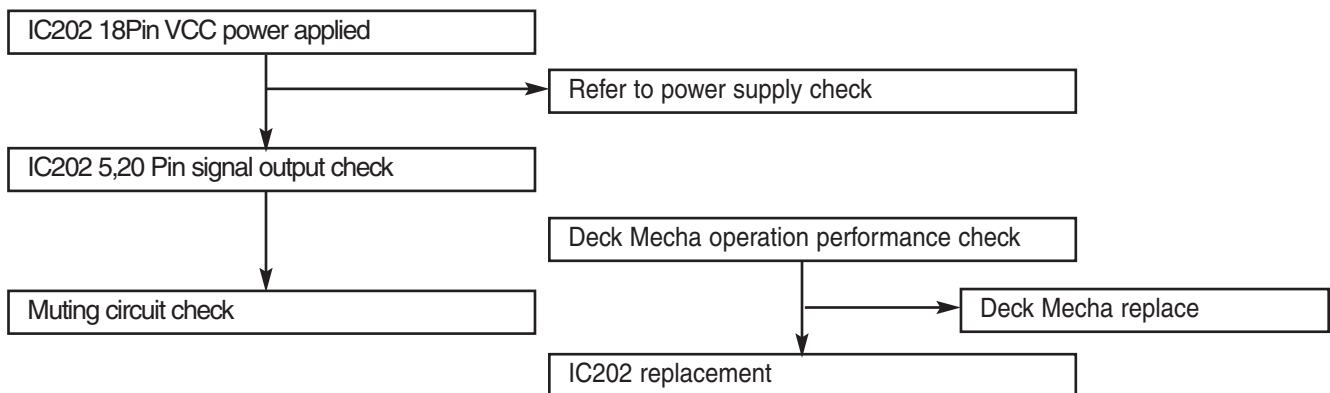 IC202 18Pin VCC power applied
Refer to power supply check
IC202 5,20 Pin signal output check
Deck Mecha operation performance check
Muting circuit check
Deck Mecha replace
IC202 replacement